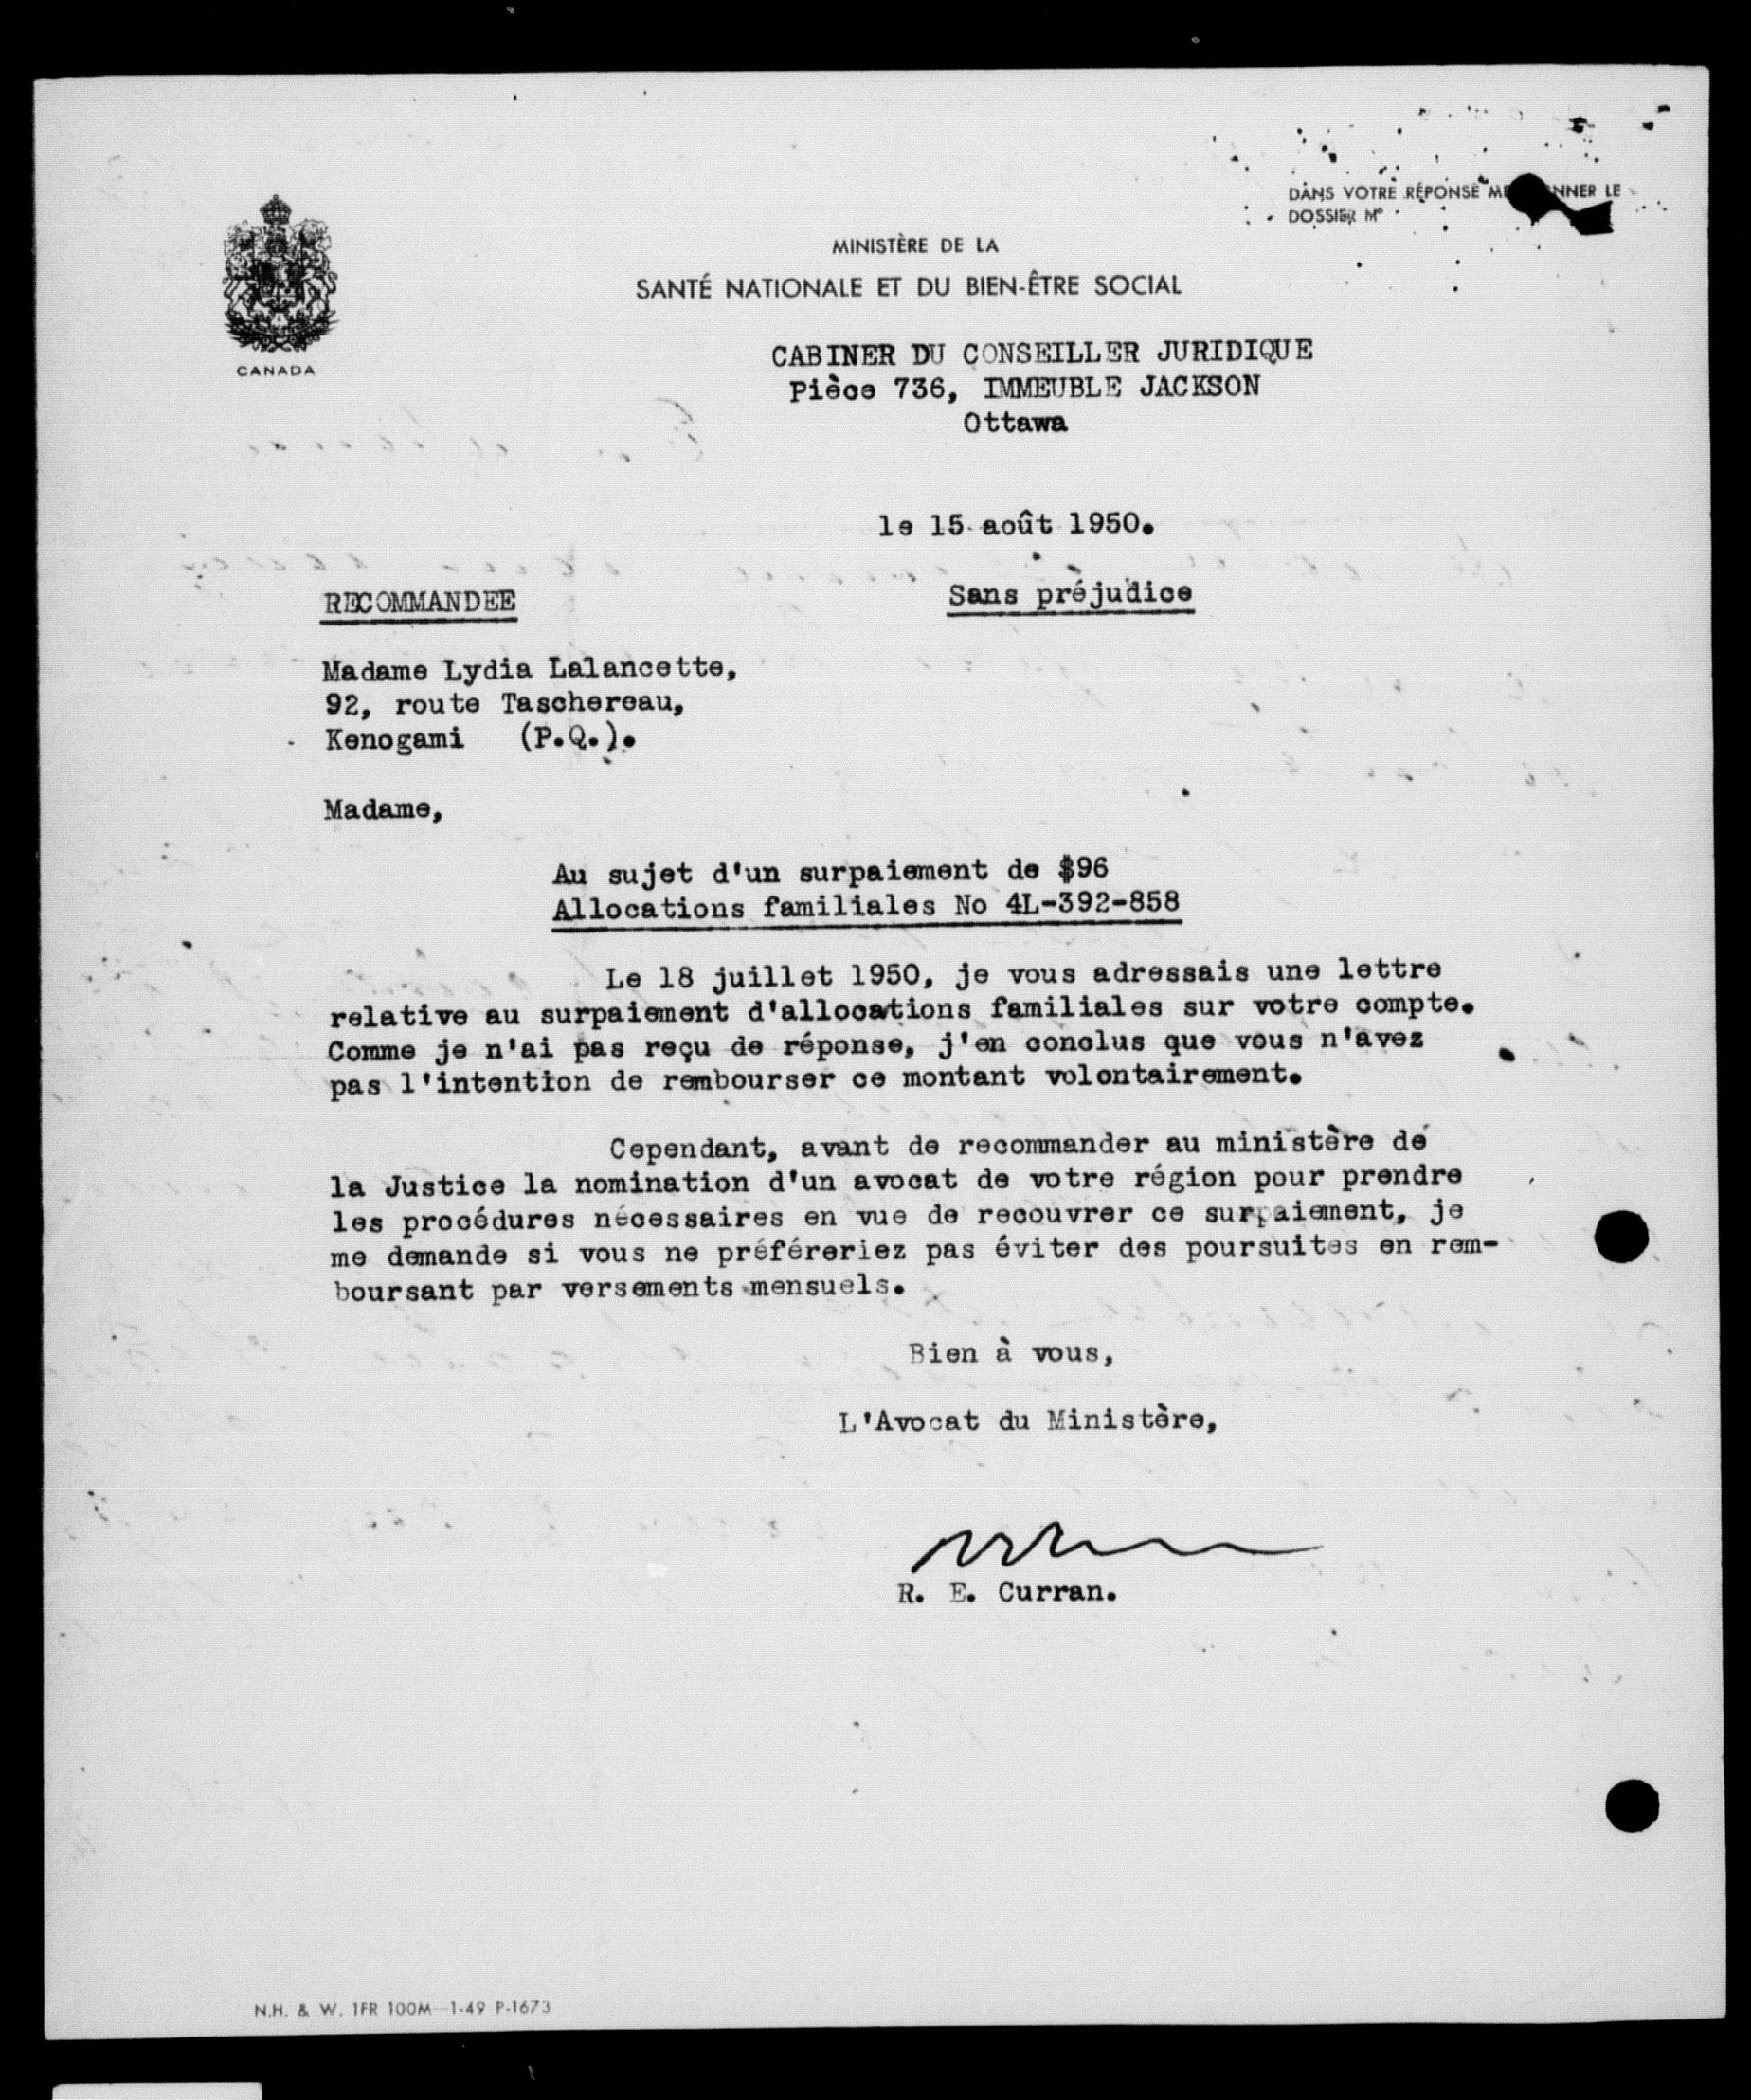 DANS VOTRE RÉPONSE ME NNER LE
DOSSIER Nº
CANADA
MINISTÈRE DE LA
SANTÉ NATIONALE ET DU BIEN-ÊTRE SOCIAL
CABINER DU CONSEILLER JURIDIQUE
Pièce 736, IMMEUBLE JACKSON
Ottawa
le 15 août 1950.
RECOMMANDEE
Sans préjudice
Madame Lydia Lalancette,
92, route Taschereau,
Kenogami (P.Q.).
Madame,
Au sujet d'un surpaiement de $96
Allocations familiales No 4L-392-858
Le 18 juillet 1950, je vous adressais une lettre
relative au surpaiement d'allocations familiales sur votre compte.
Comme je n'ai pas reçu de réponse, j'en conclus que vous n'avez
pas l'intention de rembourser ce montant volontairement.
Cependant, avant de recommander au ministère de
la Justice la nomination d'un avocat de votre région pour prendre
les procédures nécessaires en vue de recouvrer ce surpaiement, je
me demande si vous ne préféreriez pas éviter des poursuites en rem-
boursant par versements mensuels.
Bien à vous,
L'Avocat du Ministère,
R. E. Curran.
N.H. & W. 1FR 100M-1-49 P-1673